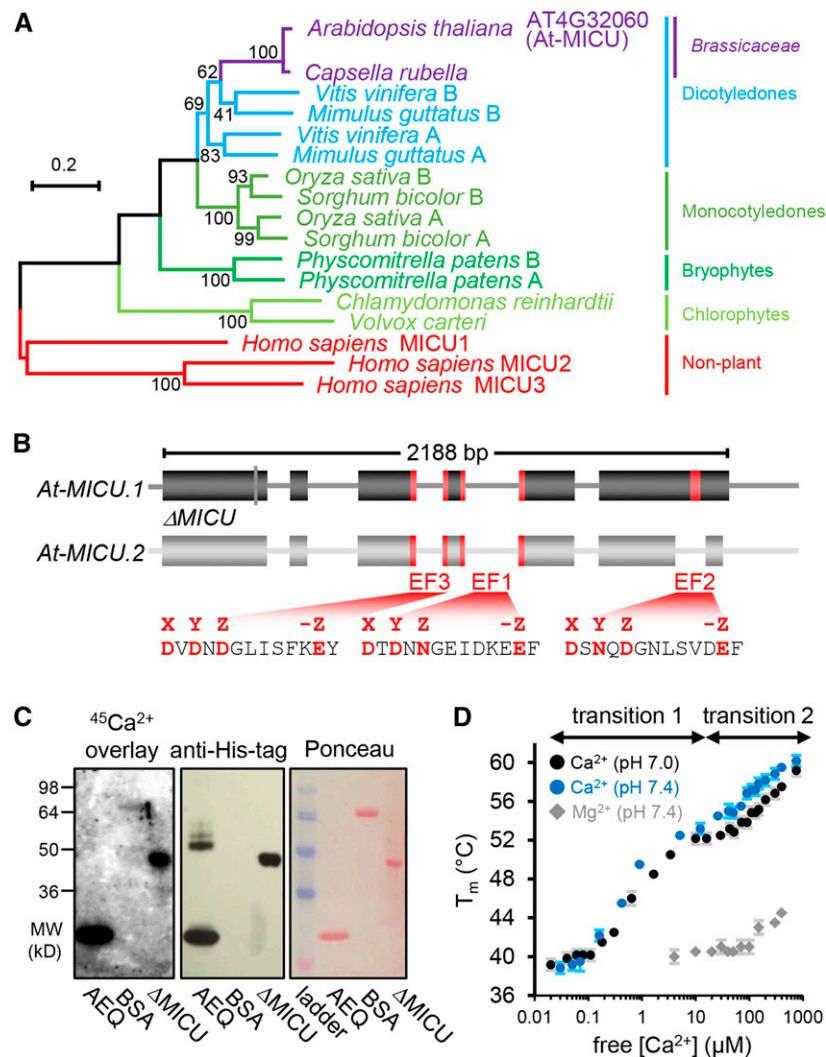 A
Arabidopsis thaliana AT4G32060
(At-MICU)
Capsella rubella
Vitis vinifera B
Mimulus guttatus B
Vitis vinifera A
Mimulus guttatus A
Oryza sativa B
Sorghum bicolor B
Oryza sativa A
Sorghum bicolor A
Physcomitrella patens B
Physcomitrella patens A
Chlamydomonas reinhardtii
Volvox carteri
Homo sapiens MICU1
Homo sapiens MICU2
Homo sapiens MICU3
100
62
69
41
83
93
100
99
100
100
100
0.2
Brassicaceae
Dicotyledones
Monocotyledones
Bryophytes
Chlorophytes
Non-plant
B
2188 bp
At-MICU.1
ΔMICU
At-MICU.2
EF3 EF1 EF2
X Y Z -Z X Y Z -Z X Y Z -Z
DVDNDGLISFKEY DTDNNGEIDKEEF DSNQDGNLSVDEF
C
45Ca2+
overlay
anti-His-tag
Ponceau
98
64
50
36
MW
(kD)
AEQ
BSA
ΔMICU
AEQ
BSA
ΔMICU
ladder
AEQ
BSA
ΔMICU
D
transition 1 transition 2
Ca2+ (pH 7.0)
Ca2+ (pH 7.4)
Mg2+ (pH 7.4)
60
56
52
48
44
40
36
Tm (°C)
0.01 0.1 1 10 100 1000
free [Ca2+] (µM)